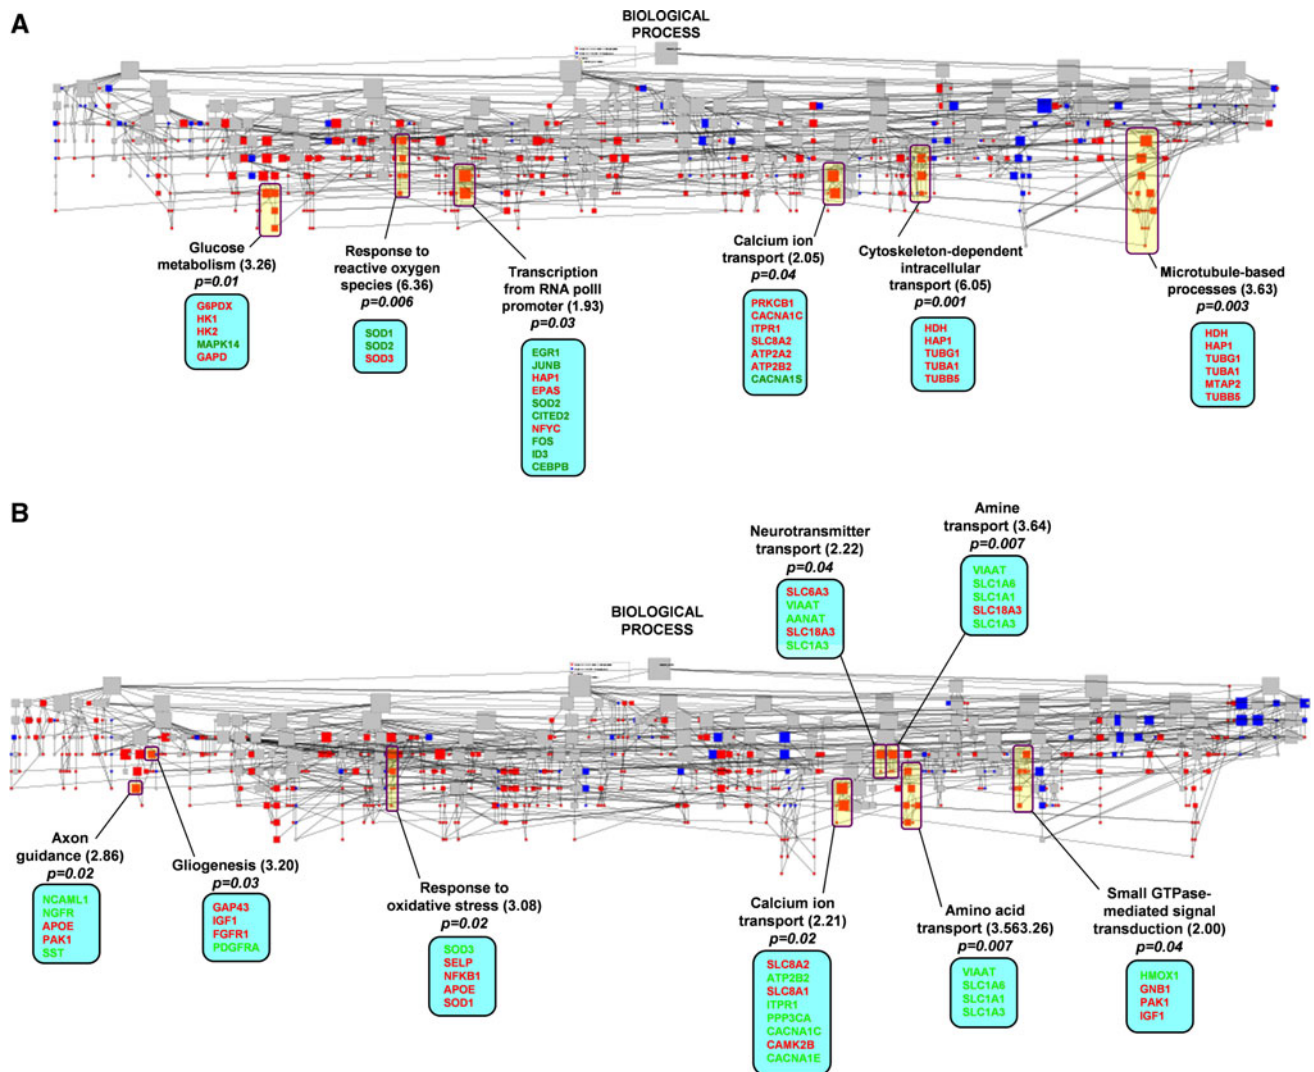 A
BIOLOGICAL
PROCESS
Glucose
metabolism (3.26)
p=0.01
G6PDX
HK1
HK2
MAPK14
GAPD
Response to
reactive oxygen
species (6.36)
p=0.006
SOD1
SOD2
SOD3
Transcription
from RNA polII
promoter (1.93)
p=0.03
EGR1
JUNB
HAP1
EPAS
SOD2
CITED2
NFYC
FOS
ID3
CEBPB
Calcium ion
transport (2.05)
p=0.04
PRKCB1
CACNA1C
ITPR1
SLC8A2
ATP2A2
ATP2B2
CACNA1S
Cytoskeleton-dependent
intracellular
transport (6.05)
p=0.001
HDH
HAP1
TUBG1
TUBA1
TUBB5
Microtubule-based
processes (3.63)
p=0.003
HDH
HAP1
TUBG1
TUBA1
MTAP2
TUBB5
B
BIOLOGICAL
PROCESS
Neurotransmitter
transport (2.22)
p=0.04
SLC6A3
VIAAT
AANAT
SLC18A3
SLC1A3
Amine
transport (3.64)
p=0.007
VIAAT
SLC1A6
SLC1A1
SLC18A3
SLC1A3
Axon
guidance (2.86)
p=0.02
NCAML1
NGFR
APOE
PAK1
SST
Gliogenesis (3.20)
p=0.03
GAP43
IGF1
FGFR1
PDGFRA
Response to
oxidative stress (3.08)
p=0.02
SOD3
SELP
NFKB1
APOE
SOD1
Calcium ion
transport (2.21)
p=0.02
SLC8A2
ATP2B2
SLC8A1
ITPR1
PPP3CA
CACNA1C
CAMK2B
CACNA1E
Amino acid
transport (3.563.26)
p=0.007
VIAAT
SLC1A6
SLC1A1
SLC1A3
Small GTPase-
mediated signal
transduction (2.00)
p=0.04
HMOX1
GNB1
PAK1
IGF1